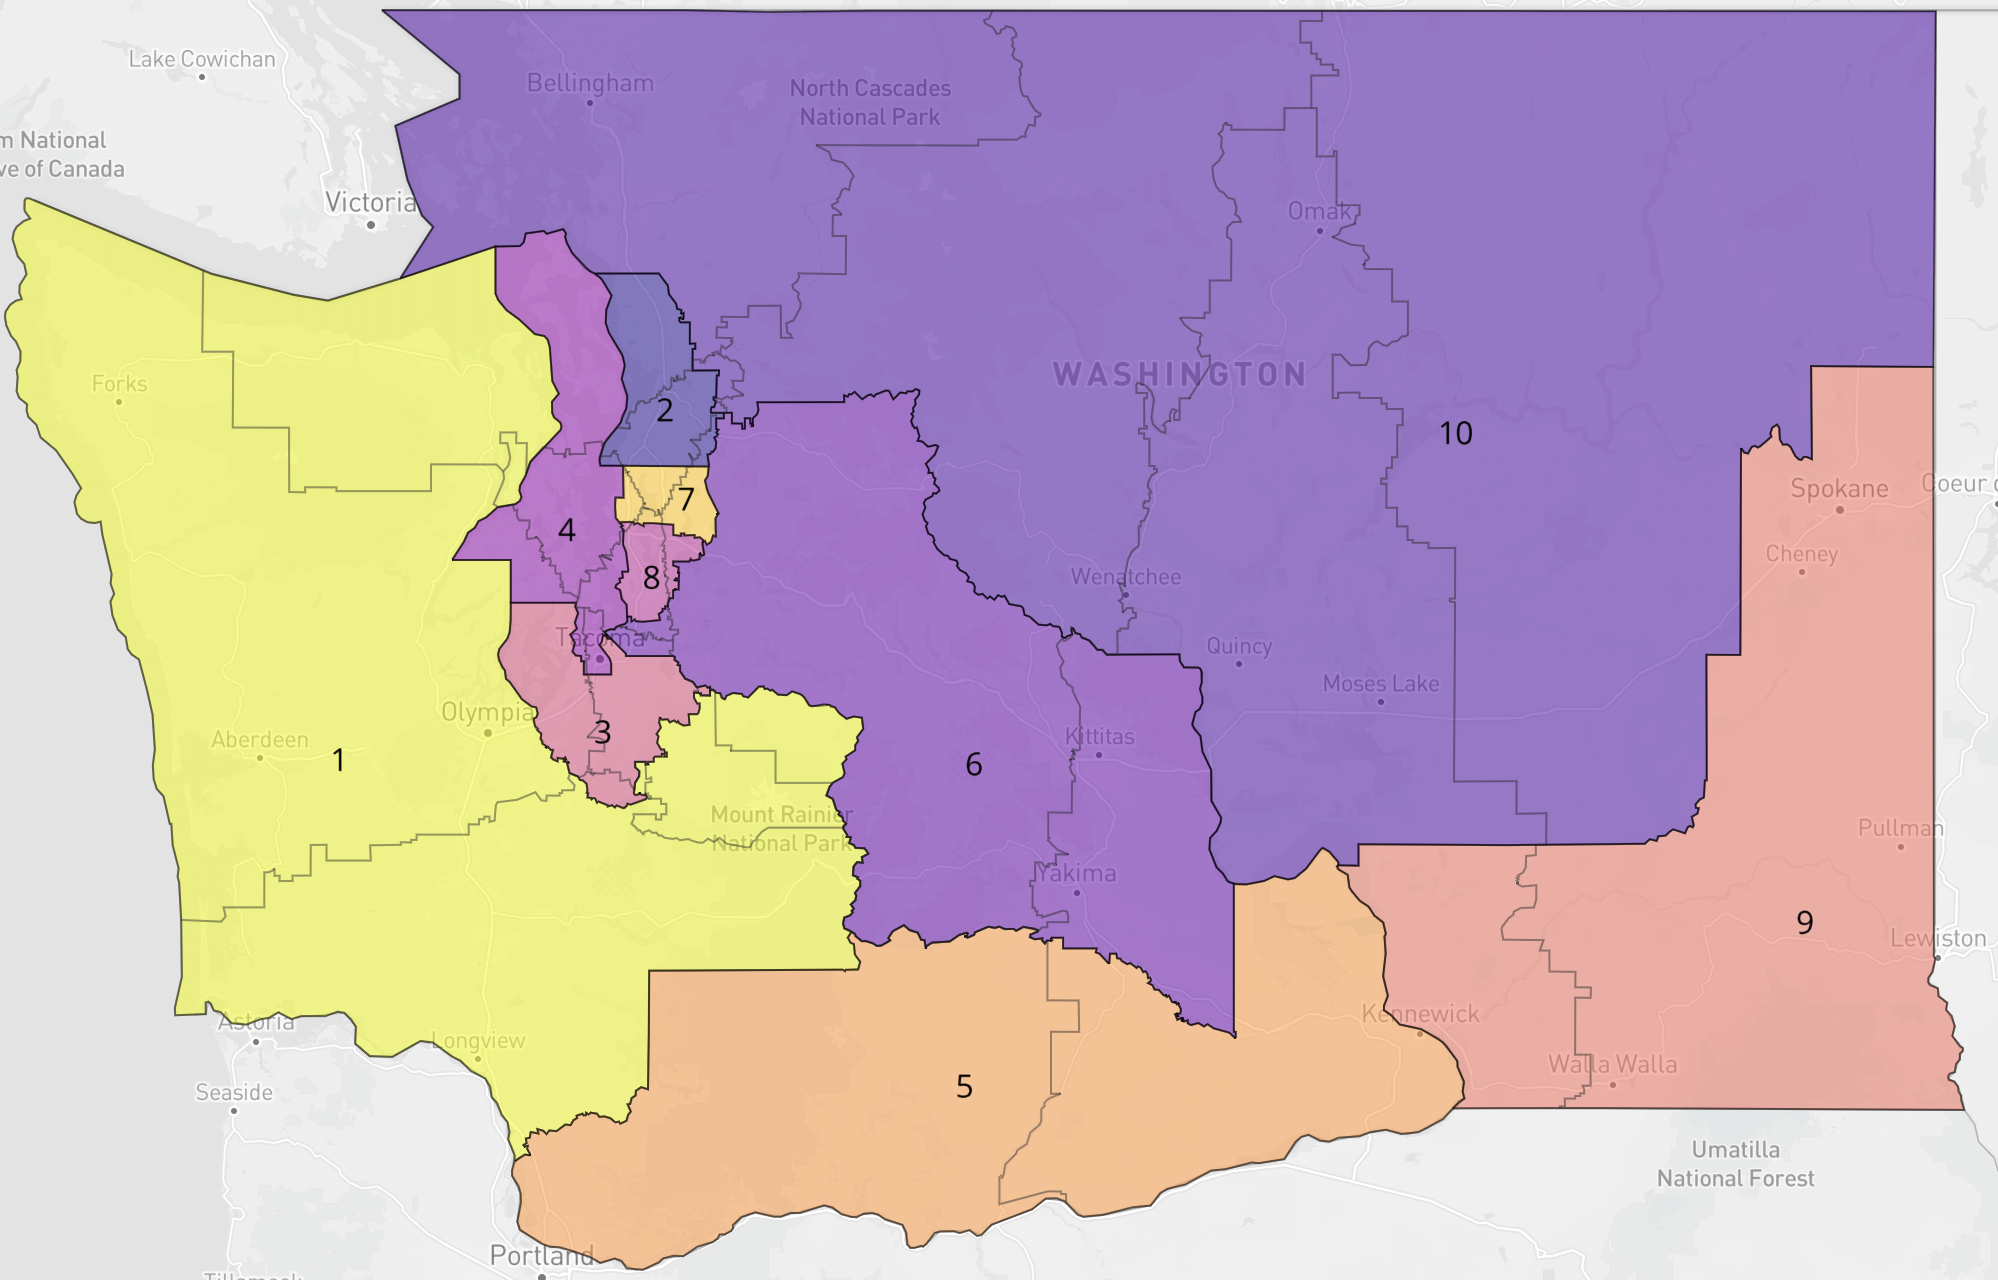 Lake Cowichan
Bellingham
North Cascades
National Park
m National
ve of Canada
Victoria
Omak
Forks
WASHINGTON
2
10
7
Spokane
Coeur d
4
Cheney
8
Wenatchee
Tacoma
Quincy
Moses Lake
Olympia
3
Aberdeen
1
Kittitas
6
Mount Rainier
National Park
Pullman
Yakima
9
Lewiston
Kennewick
Astoria
Longview
Walla Walla
5
Seaside
Umatilla
National Forest
Portland
Tillamook